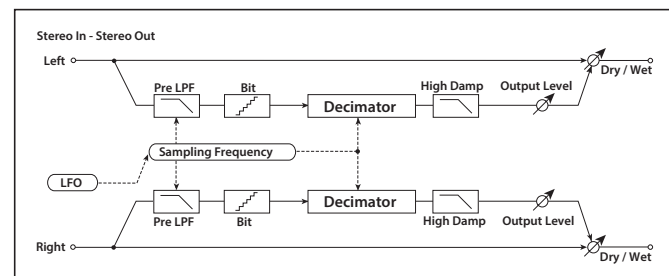 Stereo In - Stereo Out
Left
Dry / Wet
Pre LPF
Bit
High Damp
Output Level
Decimator
Sampling Frequency
LFO
Decimator
Pre LPF
Bit
High Damp
Output Level
Right
Dry / Wet